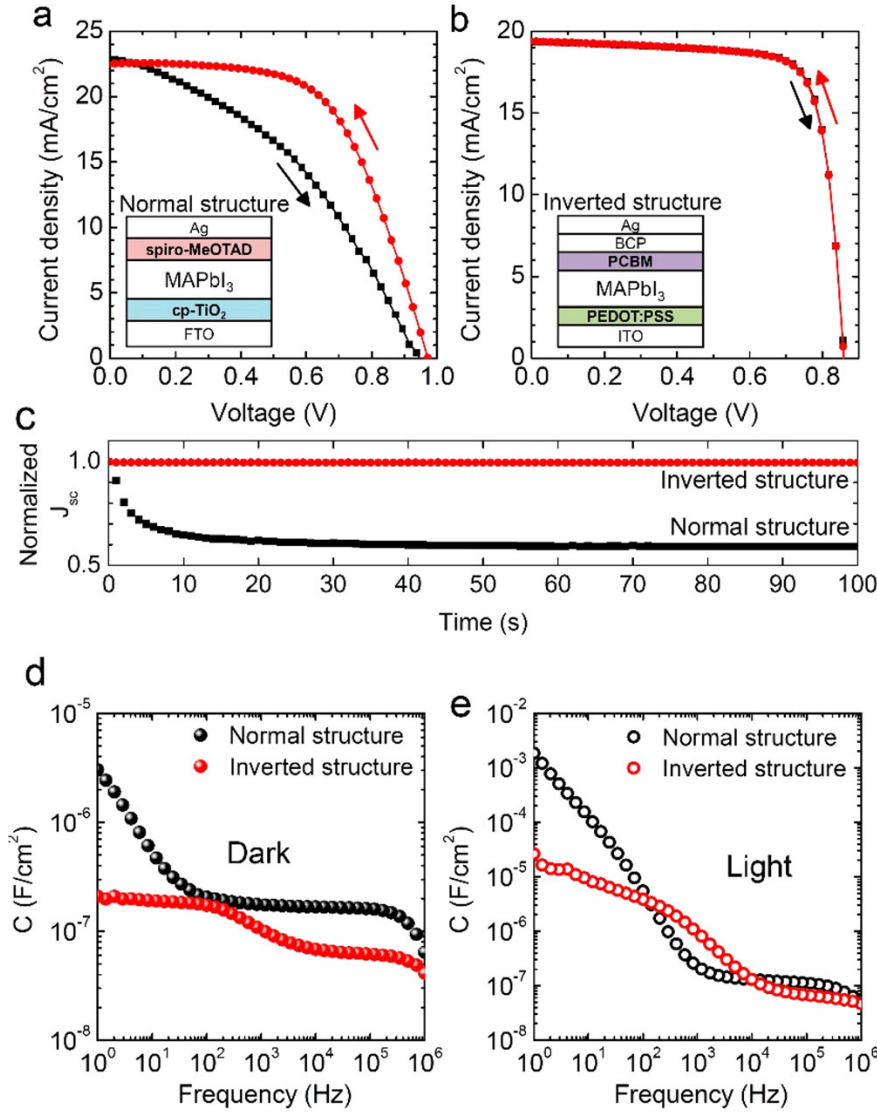 a
Current density (mA/cm²)
25
20
15
10
5
0
0.0 0.2 0.4 0.6 0.8 1.0
Voltage (V)
Normal structure
Ag
spiro-MeOTAD
MAPbI₃
cp-TiO₂
FTO
b
Current density (mA/cm²)
20
15
10
5
0
0.0 0.2 0.4 0.6 0.8
Voltage (V)
Inverted structure
Ag
BCP
PCBM
MAPbI₃
PEDOT:PSS
ITO
c
Normalized
Jsc
1.0
0.5
Inverted structure
Normal structure
0 10 20 30 40 50 60 70 80 90 100
Time (s)
d
C (F/cm²)
10⁻⁵
10⁻⁶
10⁻⁷
10⁻⁸
Normal structure
Inverted structure
Dark
10⁰ 10¹ 10² 10³ 10⁴ 10⁵ 10⁶
Frequency (Hz)
e
C (F/cm²)
10⁻²
10⁻³
10⁻⁴
10⁻⁵
10⁻⁶
10⁻⁷
10⁻⁸
Normal structure
Inverted structure
Light
10⁰ 10¹ 10² 10³ 10⁴ 10⁵ 10⁶
Frequency (Hz)